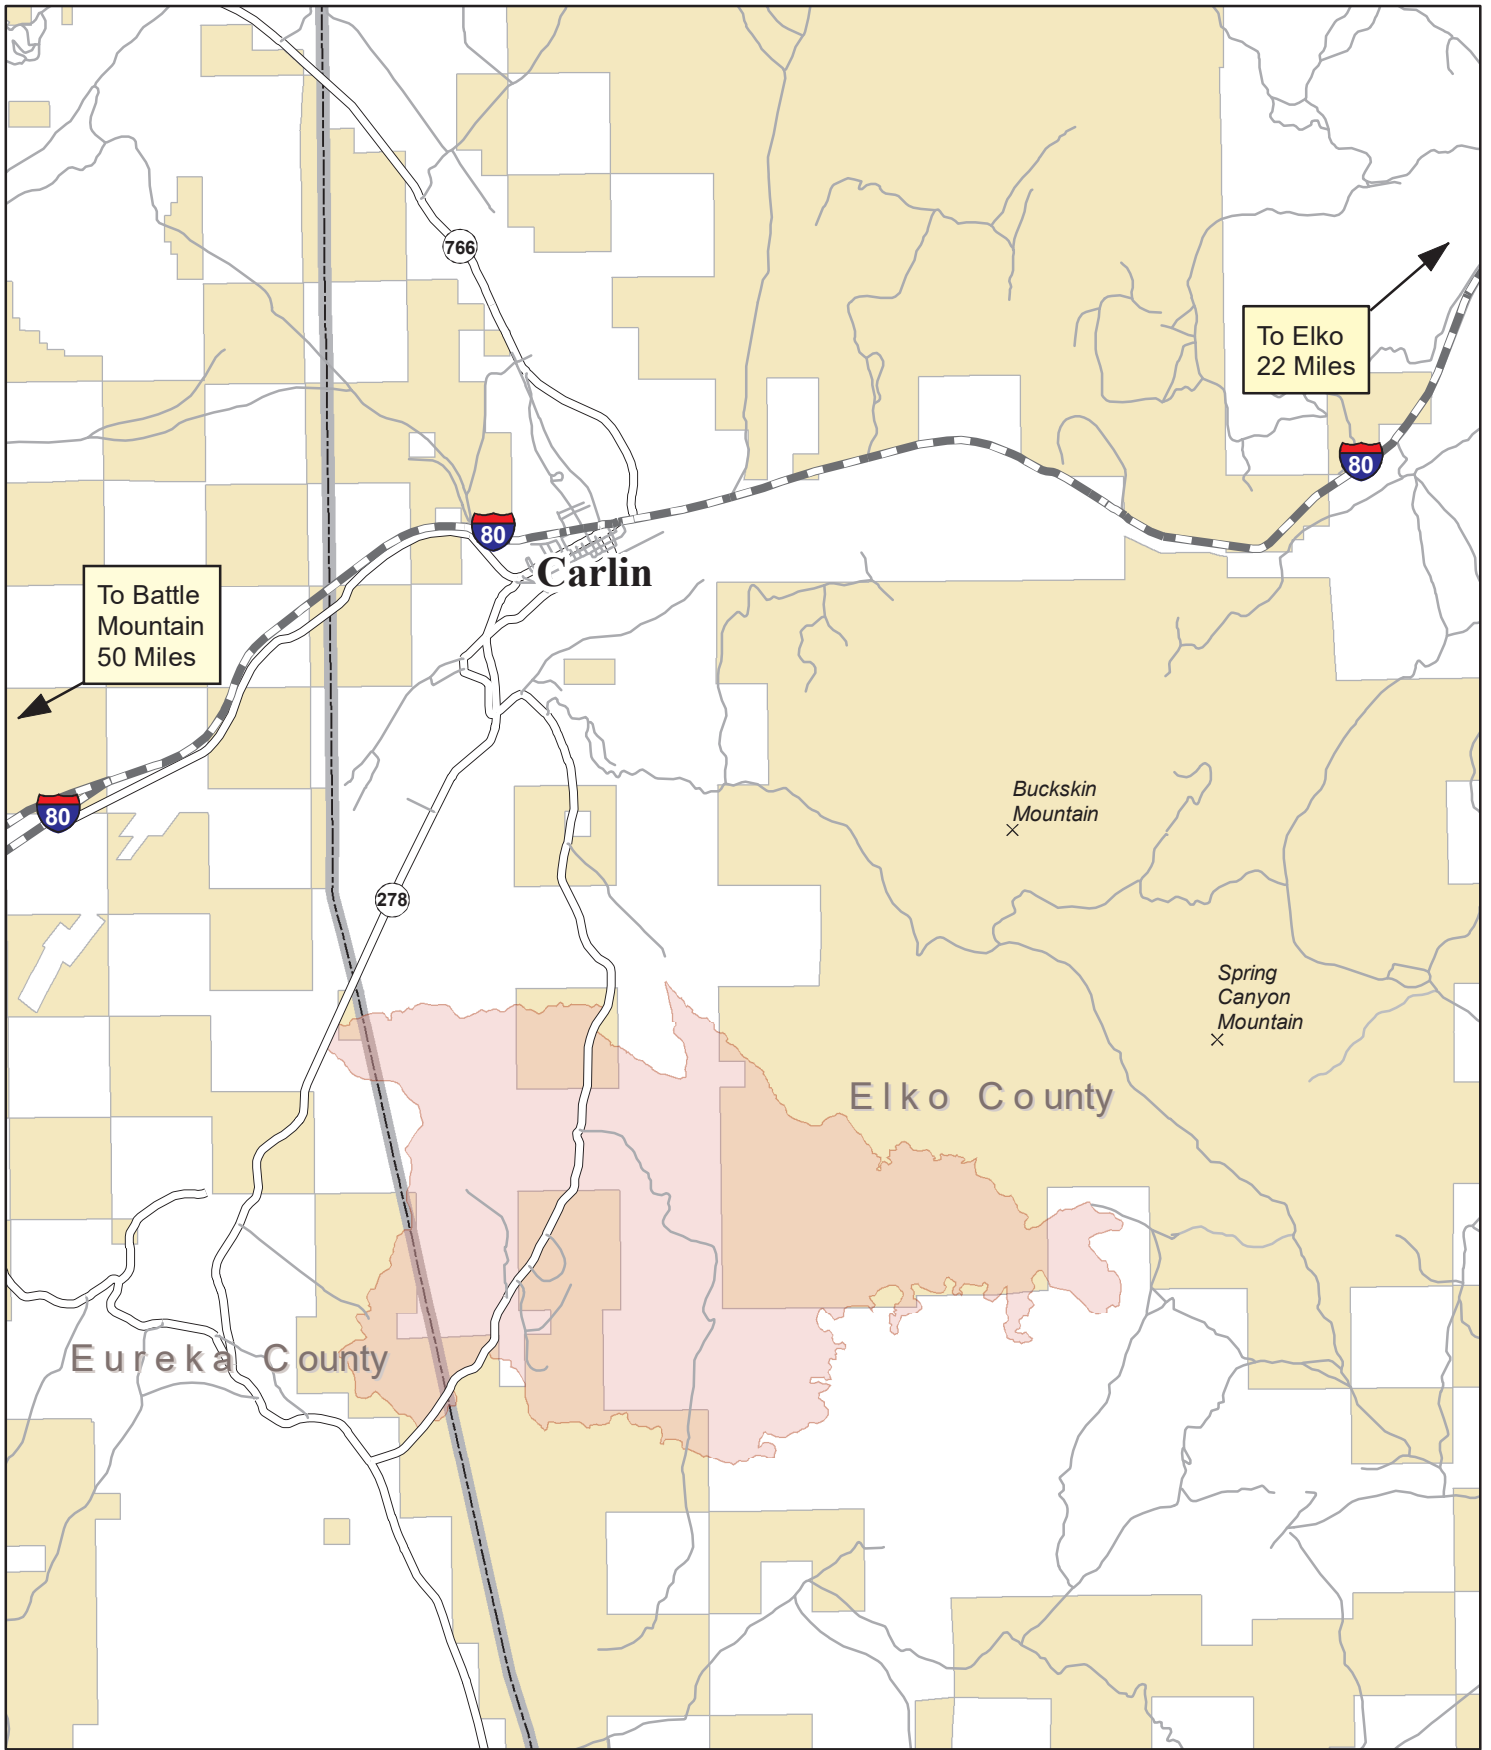 766
To Elko
22 Miles
80
80
Carlin
To Battle
Mountain
50 Miles
80
Buckskin
Mountain
278
Spring
Canyon
Mountain
Elko County
Eureka County